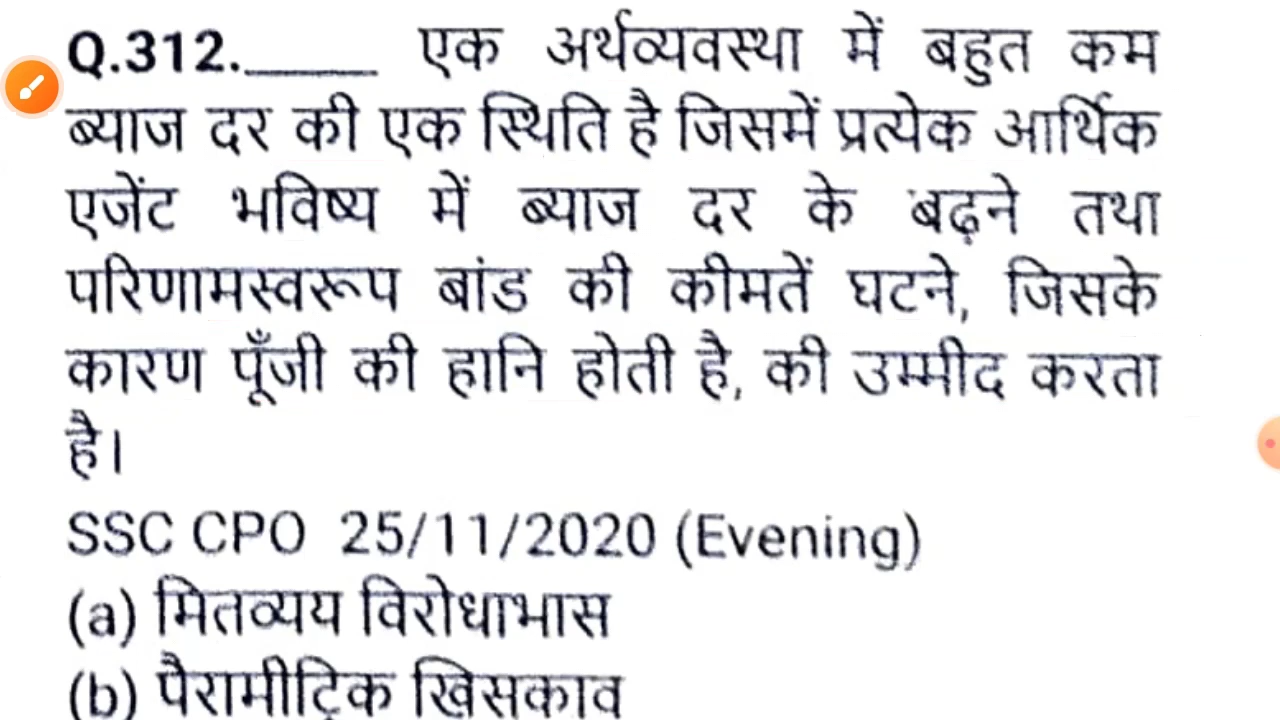 Q.312.____ एक अर्थव्यवस्था में बहुत कम
ब्याज दर की एक स्थिति है जिसमें प्रत्येक आर्थिक
एजेंट भविष्य में ब्याज दर के बढ़ने तथा
परिणामस्वरूप बांड की कीमतें घटने, जिसके
कारण पूँजी की हानि होती है, की उम्मीद करता
है।
SSC CPO 25/11/2020 (Evening)
(a) मितव्यय विरोधाभास
(b) पैरामीट्रिक खिसकाव